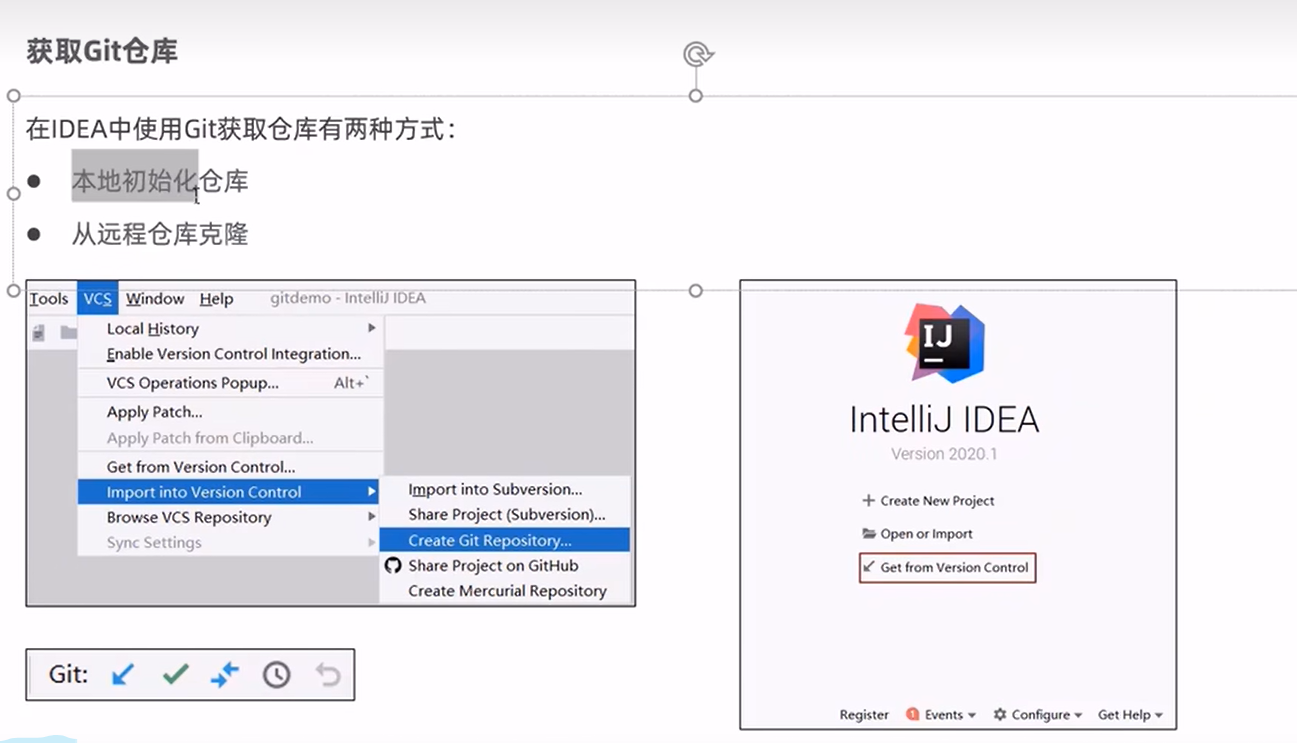 获取Git仓库
在IDEA中使用Git获取仓库有两种方式：
● 本地初始化仓库
● 从远程仓库克隆
Tools VCS Window Help gitdemo - IntelliJ IDEA
Local History
Enable Version Control Integration...
VCS Operations Popup... Alt+`
Apply Patch...
Apply Patch from Clipboard...
Get from Version Control...
Import into Version Control
Browse VCS Repository
Sync Settings
Import into Subversion...
Share Project (Subversion)...
Create Git Repository...
Share Project on GitHub
Create Mercurial Repository
Git:
IJ
IntelliJ IDEA
Version 2020.1
Create New Project
Open or Import
Get from Version Control
Register 1 Events Configure Get Help